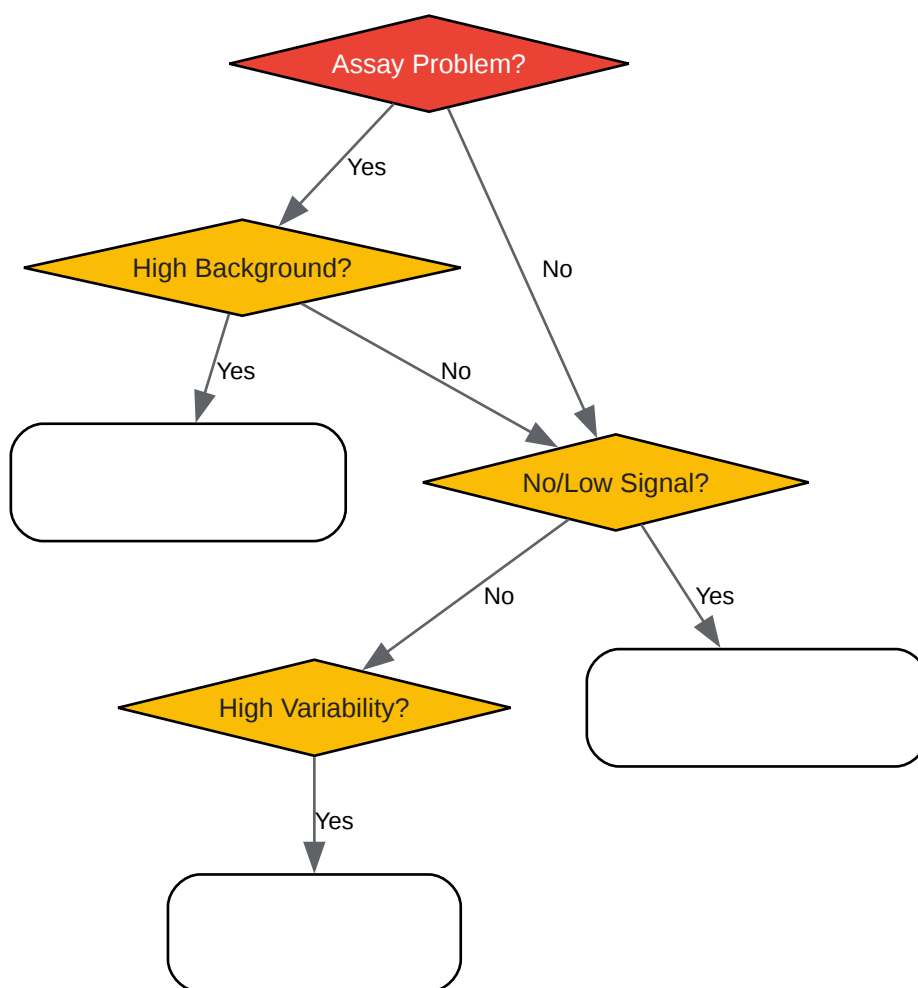 Assay Problem?
Yes
High Background?
No
Yes
No
No/Low Signal?
No
Yes
High Variability?
Yes